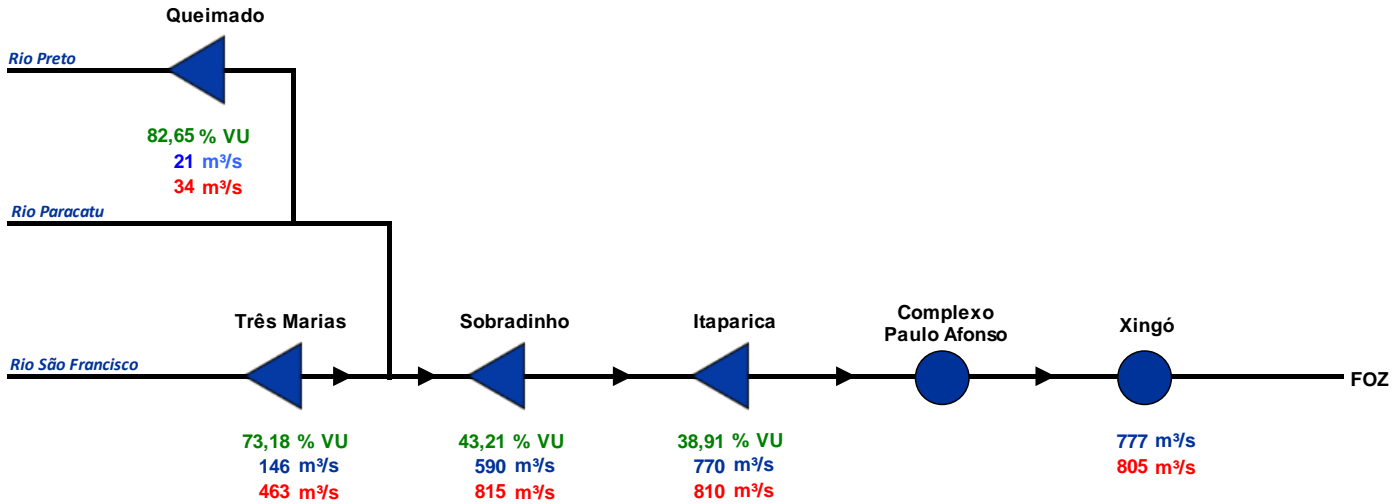 Queimado
Rio Preto
82,65 % VU
21 m³/s
34 m³/s
Rio Paracatu
Três Marias
Sobradinho
Itaparica
Complexo
Paulo Afonso
Xingó
Rio São Francisco
FOZ
73,18 % VU
146 m³/s
463 m³/s
43,21 % VU
590 m³/s
815 m³/s
38,91 % VU
770 m³/s
810 m³/s
777 m³/s
805 m³/s